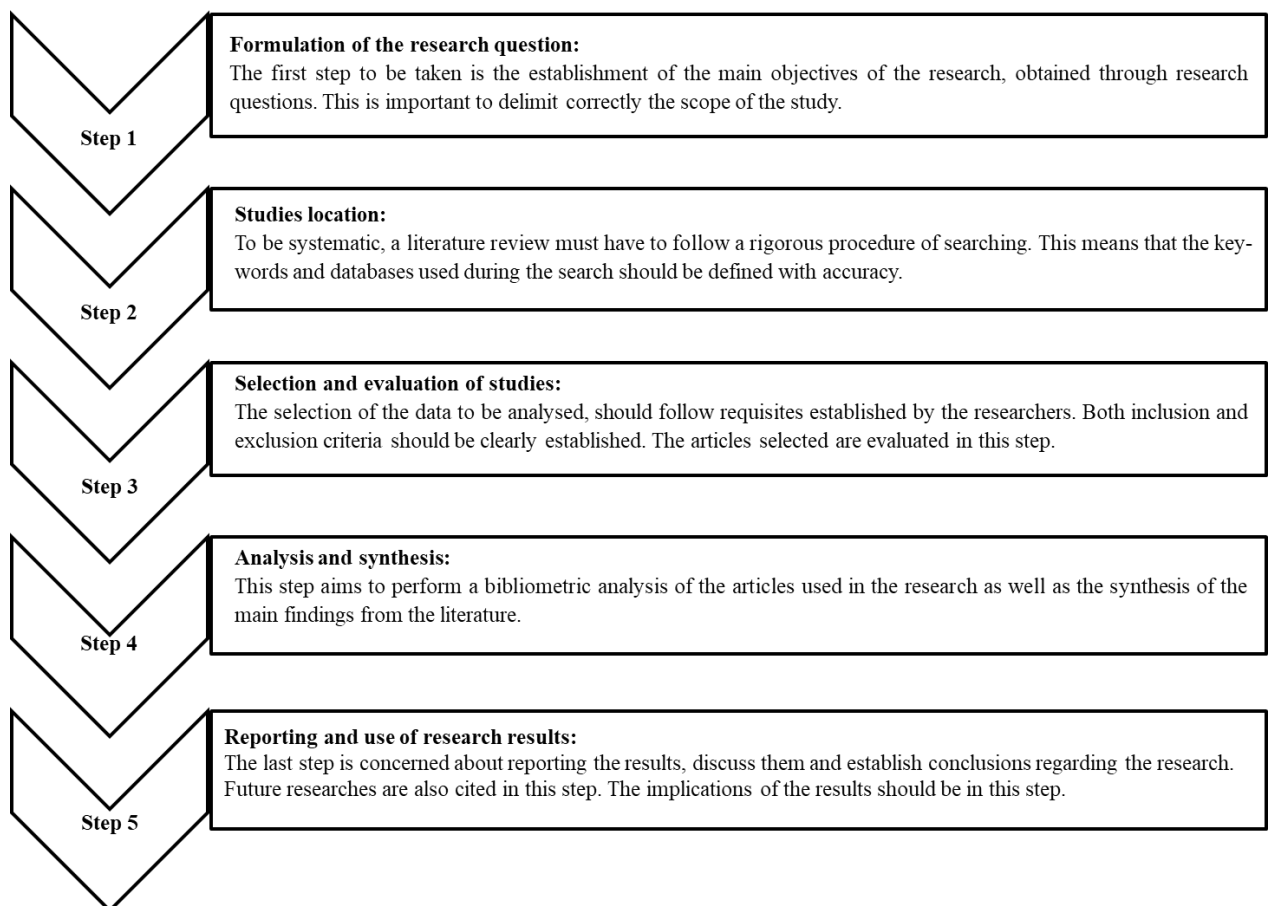 Formulation of the research question:
The first step to be taken is the establishment of the main objectives of the research, obtained through research
questions. This is important to delimit correctly the scope of the study.
Step 1
Studies location:
To be systematic, a literature review must have to follow a rigorous procedure of searching. This means that the key-
words and databases used during the search should be defined with accuracy.
Step 2
Selection and evaluation of studies:
The selection of the data to be analysed, should follow requisites established by the researchers. Both inclusion and
exclusion criteria should be clearly established. The articles selected are evaluated in this step.
Step 3
Analysis and synthesis:
This step aims to perform a bibliometric analysis of the articles used in the research as well as the synthesis of the
main findings from the literature.
Step 4
Reporting and use of research results:
The last step is concerned about reporting the results, discuss them and establish conclusions regarding the research.
Future researches are also cited in this step. The implications of the results should be in this step.
Step 5